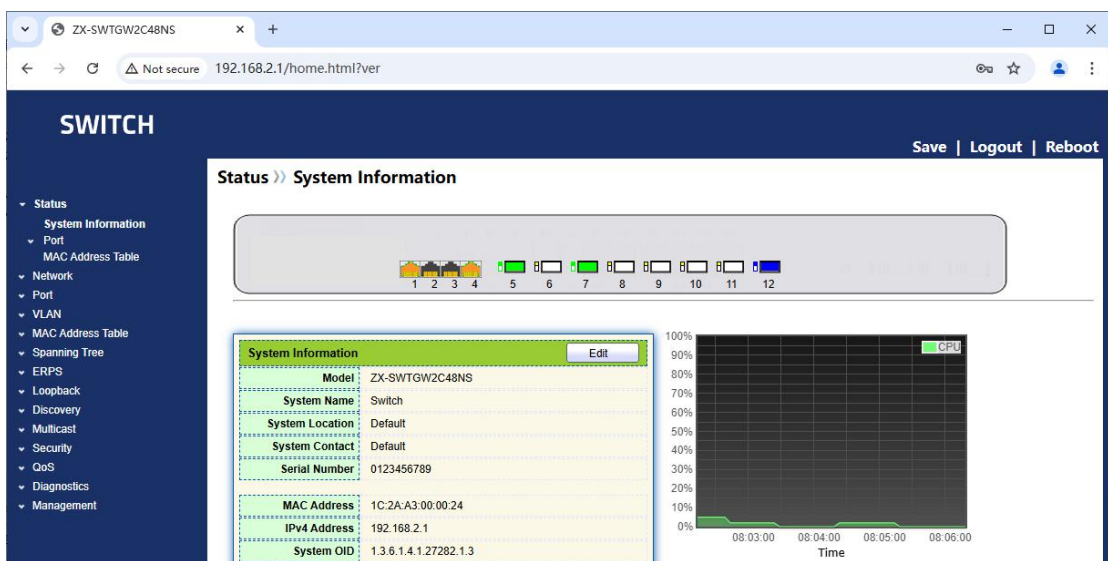 ZX-SWTGW2C48NS
Not secure 192.168.2.1/home.html?ver
SWITCH
Save | Logout | Reboot
Status » System Information
Status
System Information
Port
MAC Address Table
Network
Port
VLAN
MAC Address Table
Spanning Tree
ERPS
Loopback
Discovery
Multicast
Security
QoS
Diagnostics
Management
1 2 3 4 5 6 7 8 9 10 11 12
System Information Edit
Model ZX-SWTGW2C48NS
System Name Switch
System Location Default
System Contact Default
Serial Number 0123456789
MAC Address 1C:2A:A3:00:00:24
IPv4 Address 192.168.2.1
System OID 1.3.6.1.4.1.27282.1.3
100%
90%
80%
70%
60%
50%
40%
30%
20%
10%
0%
CPU
08:03:00 08:04:00 08:05:00 08:06:00
Time